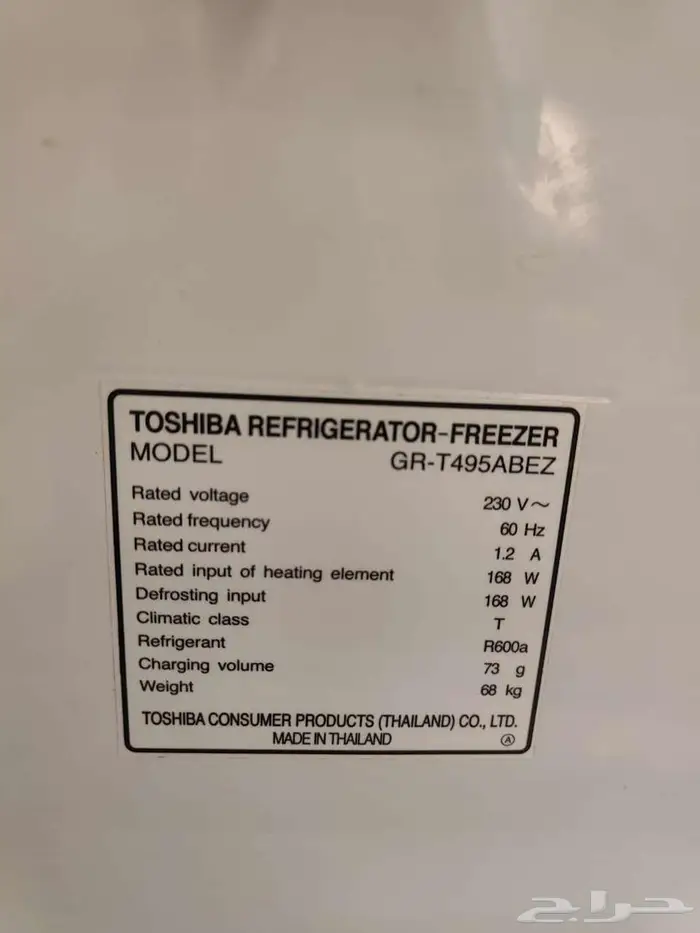 TOSHIBA REFRIGERATOR-FREEZER
MODEL GR-T495ABEZ
Rated voltage 230 V~
Rated frequency 60 Hz
Rated current 1.2 A
Rated input of heating element 168 W
Defrosting input 168 W
Climatic class T
Refrigerant R600a
Charging volume 73 g
Weight 68 kg
TOSHIBA CONSUMER PRODUCTS (THAILAND) CO., LTD.
MADE IN THAILAND Ⓐ
حراج